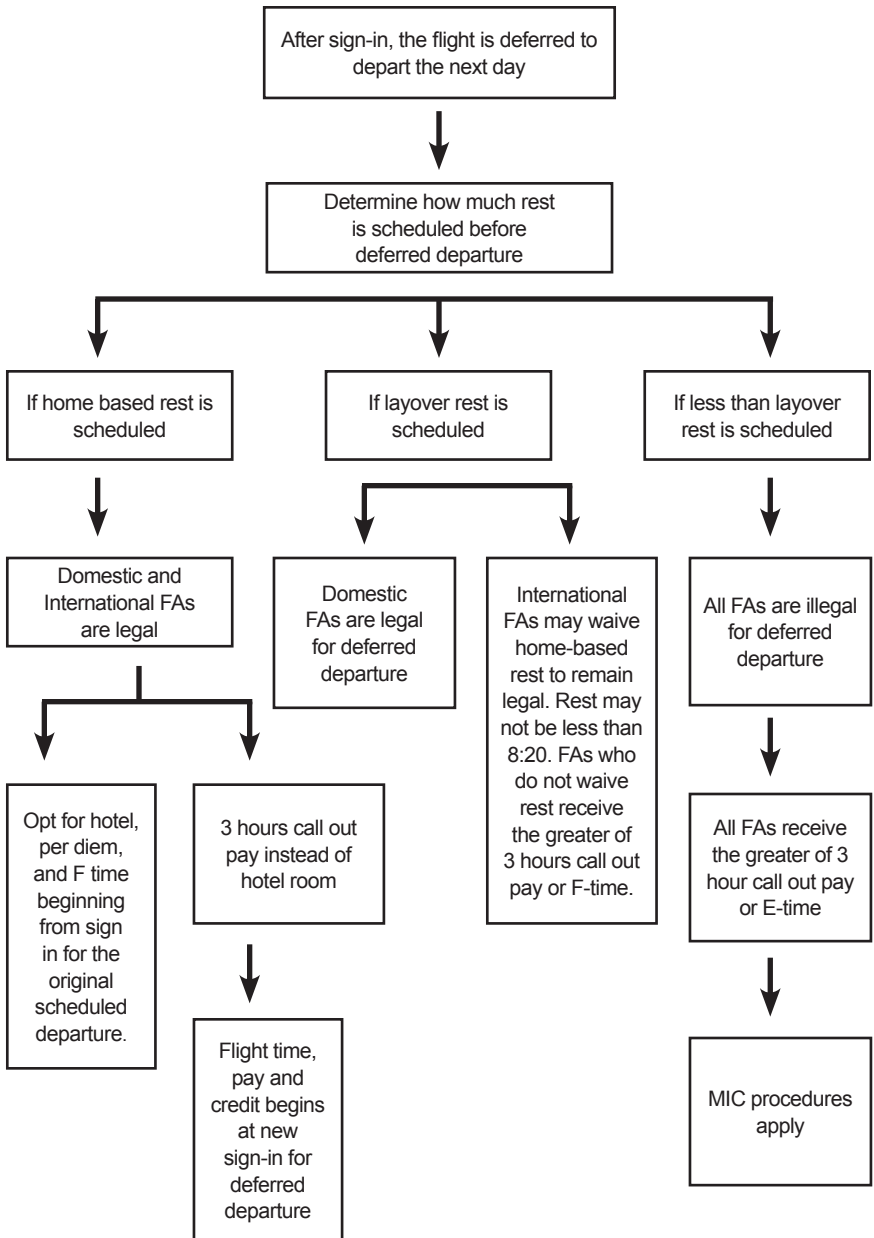 After sign-in, the flight is deferred to
depart the next day
Determine how much rest
is scheduled before
deferred departure
If home based rest is
scheduled
If layover rest is
scheduled
If less than layover
rest is scheduled
Domestic and
International FAs
are legal
Domestic
FAs are legal
for deferred
departure
International
FAs may waive
home-based
rest to remain
legal. Rest may
not be less than
8:20. FAs who
do not waive
rest receive
the greater of
3 hours call out
pay or F-time.
All FAs are illegal
for deferred
departure
Opt for hotel,
per diem,
and F time
beginning
from sign
in for the
original
scheduled
departure.
3 hours call out
pay instead of
hotel room
All FAs receive
the greater of 3
hour call out pay
or E-time
Flight time,
pay and
credit begins
at new
sign-in for
deferred
departure
MIC procedures
apply